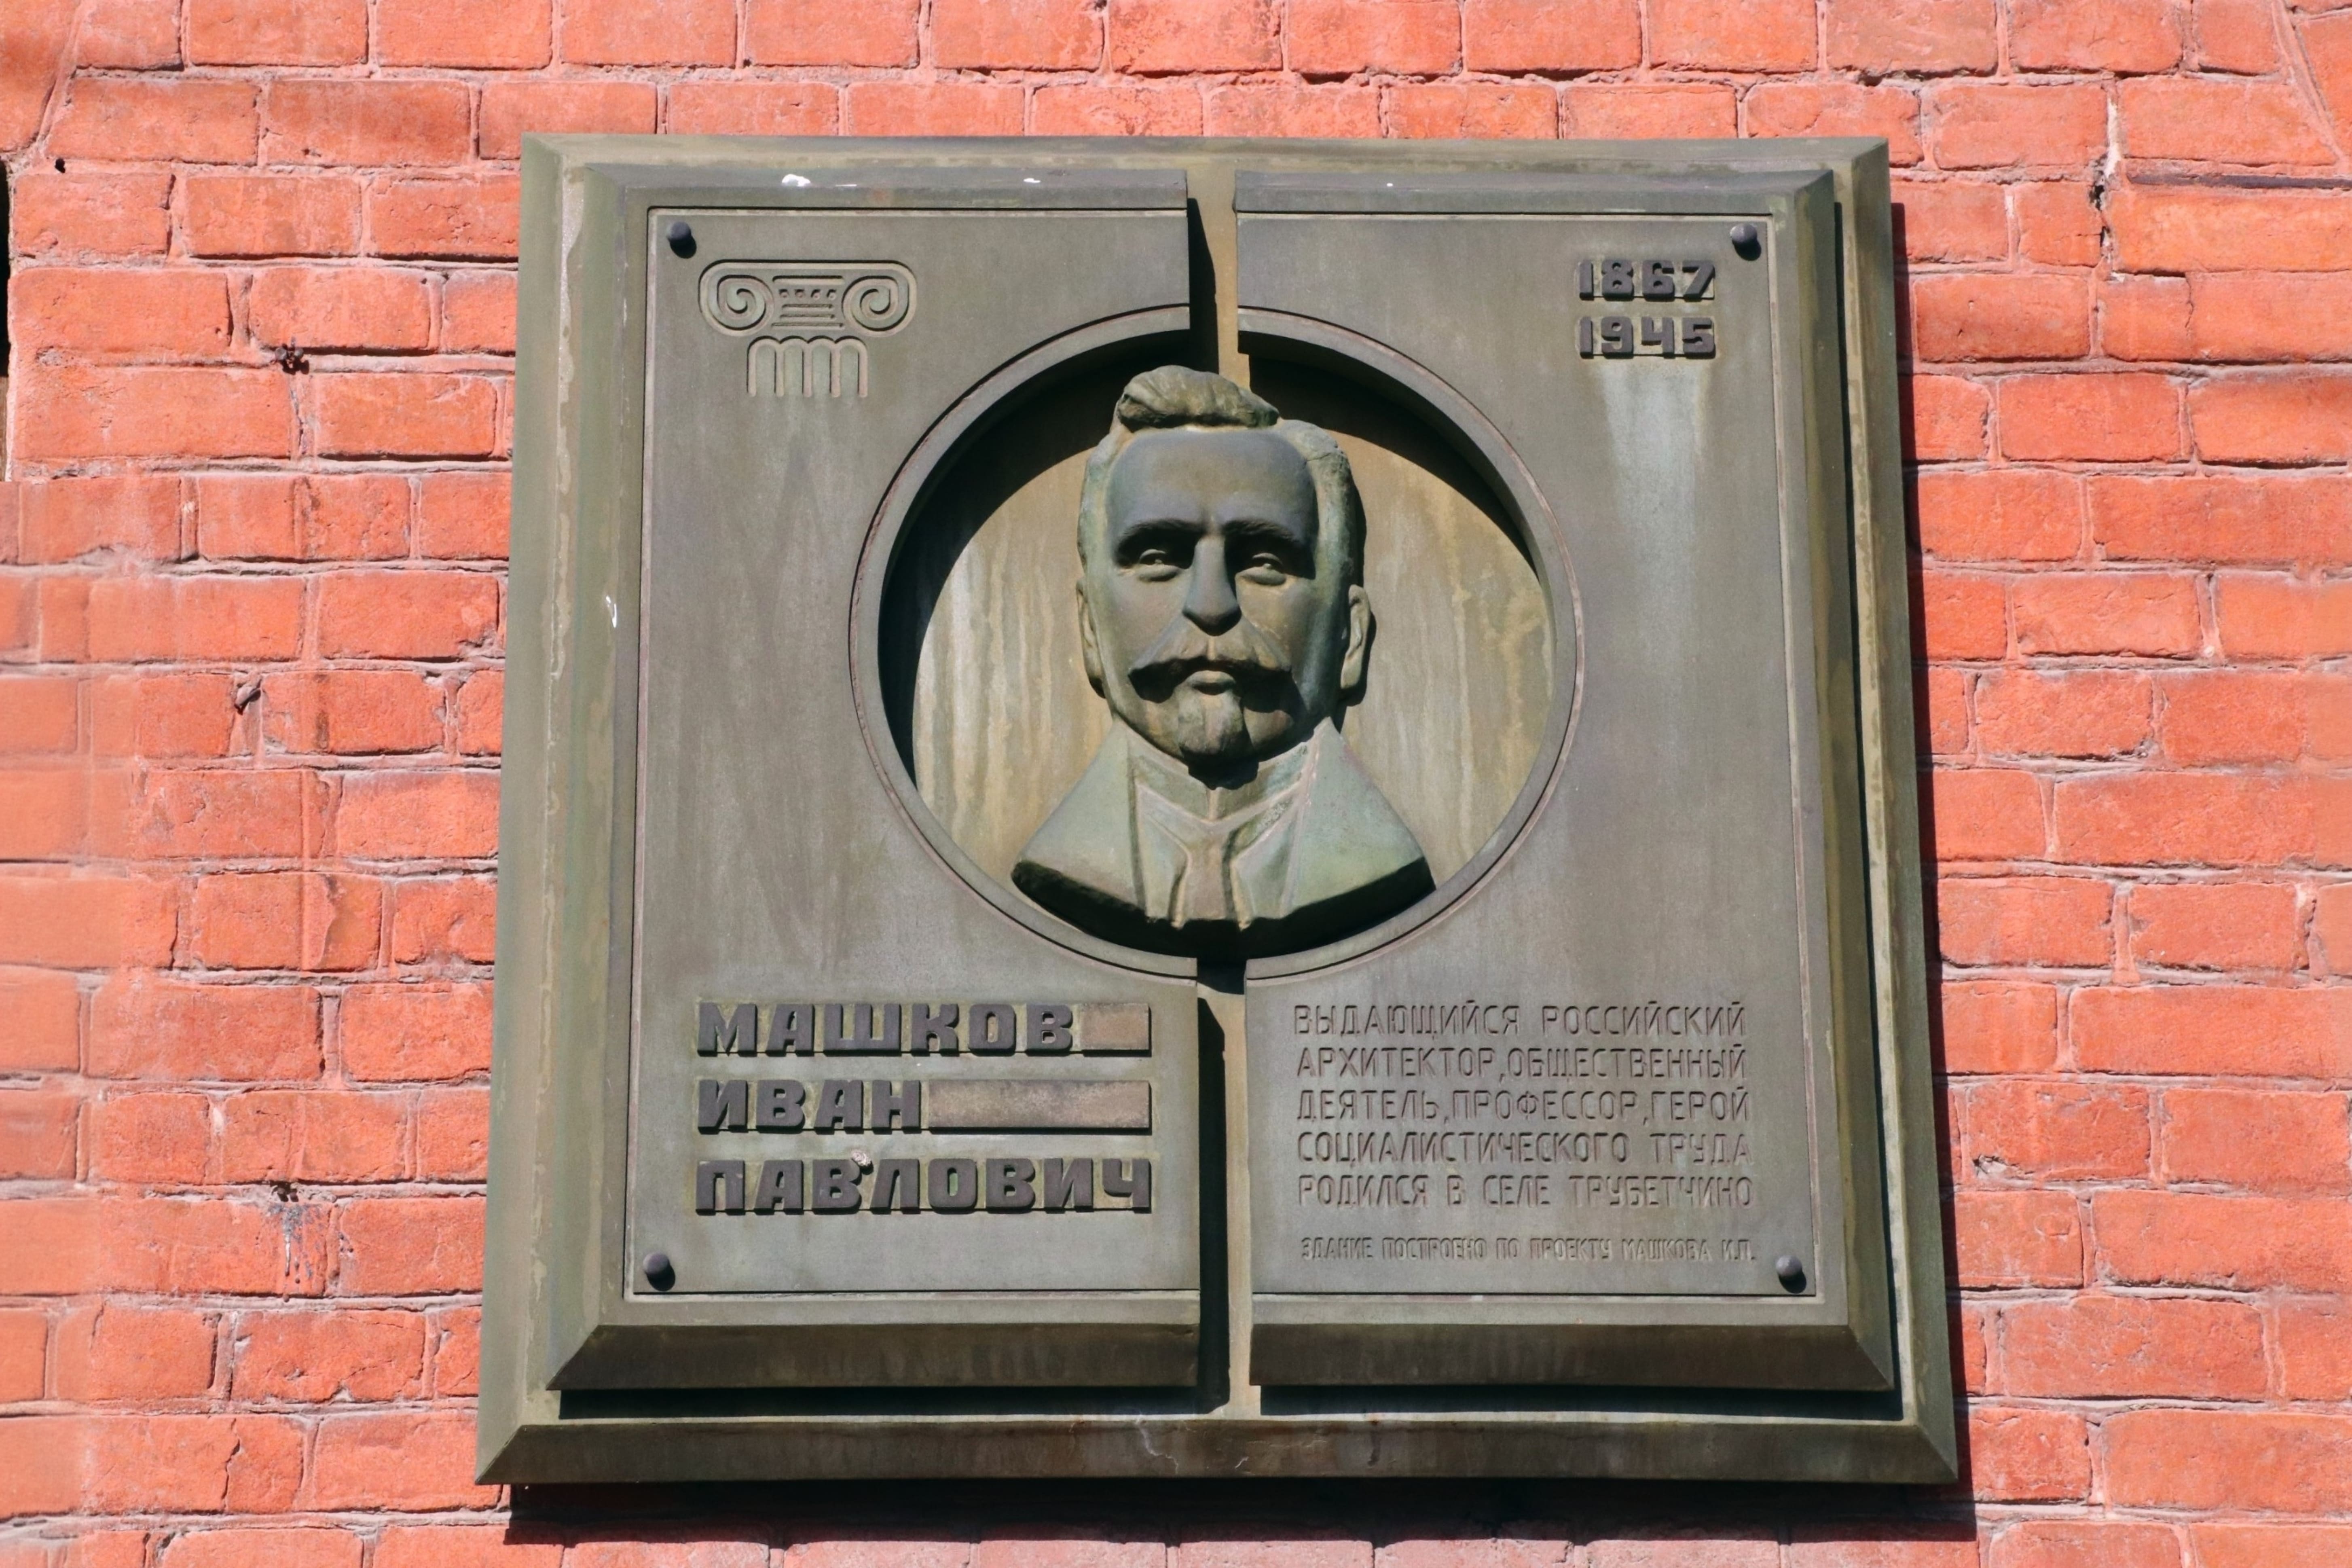 1867
1945
МАШКОВ
ИВАН
ПАВЛОВИЧ
ВЫДАЮЩИЙСЯ РОССИЙСКИЙ
АРХИТЕКТОР, ОБЩЕСТВЕННЫЙ
ДЕЯТЕЛЬ, ПРОФЕССОР, ГЕРОЙ
СОЦИАЛИСТИЧЕСКОГО ТРУДА
РОДИЛСЯ В СЕЛЕ ТРУБЕТЧИНО
ЗДАНИЕ ПОСТРОЕНО ПО ПРОЕКТУ МАШКОВА И.П.